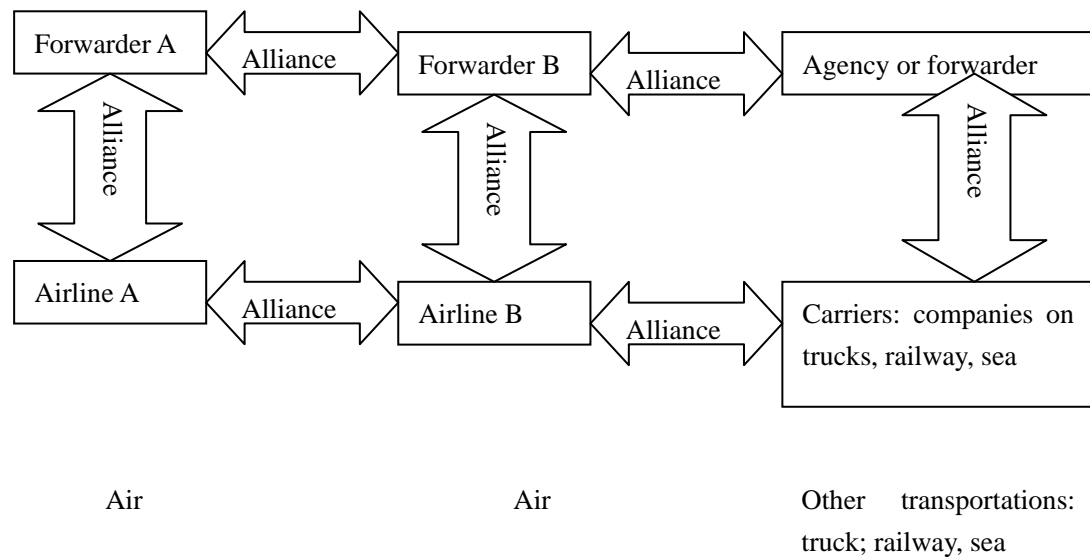 Forwarder A
Alliance
Forwarder B
Alliance
Agency or forwarder
Alliance
Alliance
Alliance
Airline A
Alliance
Airline B
Alliance
Carriers: companies on
trucks, railway, sea
Air
Air
Other transportations:
truck; railway, sea